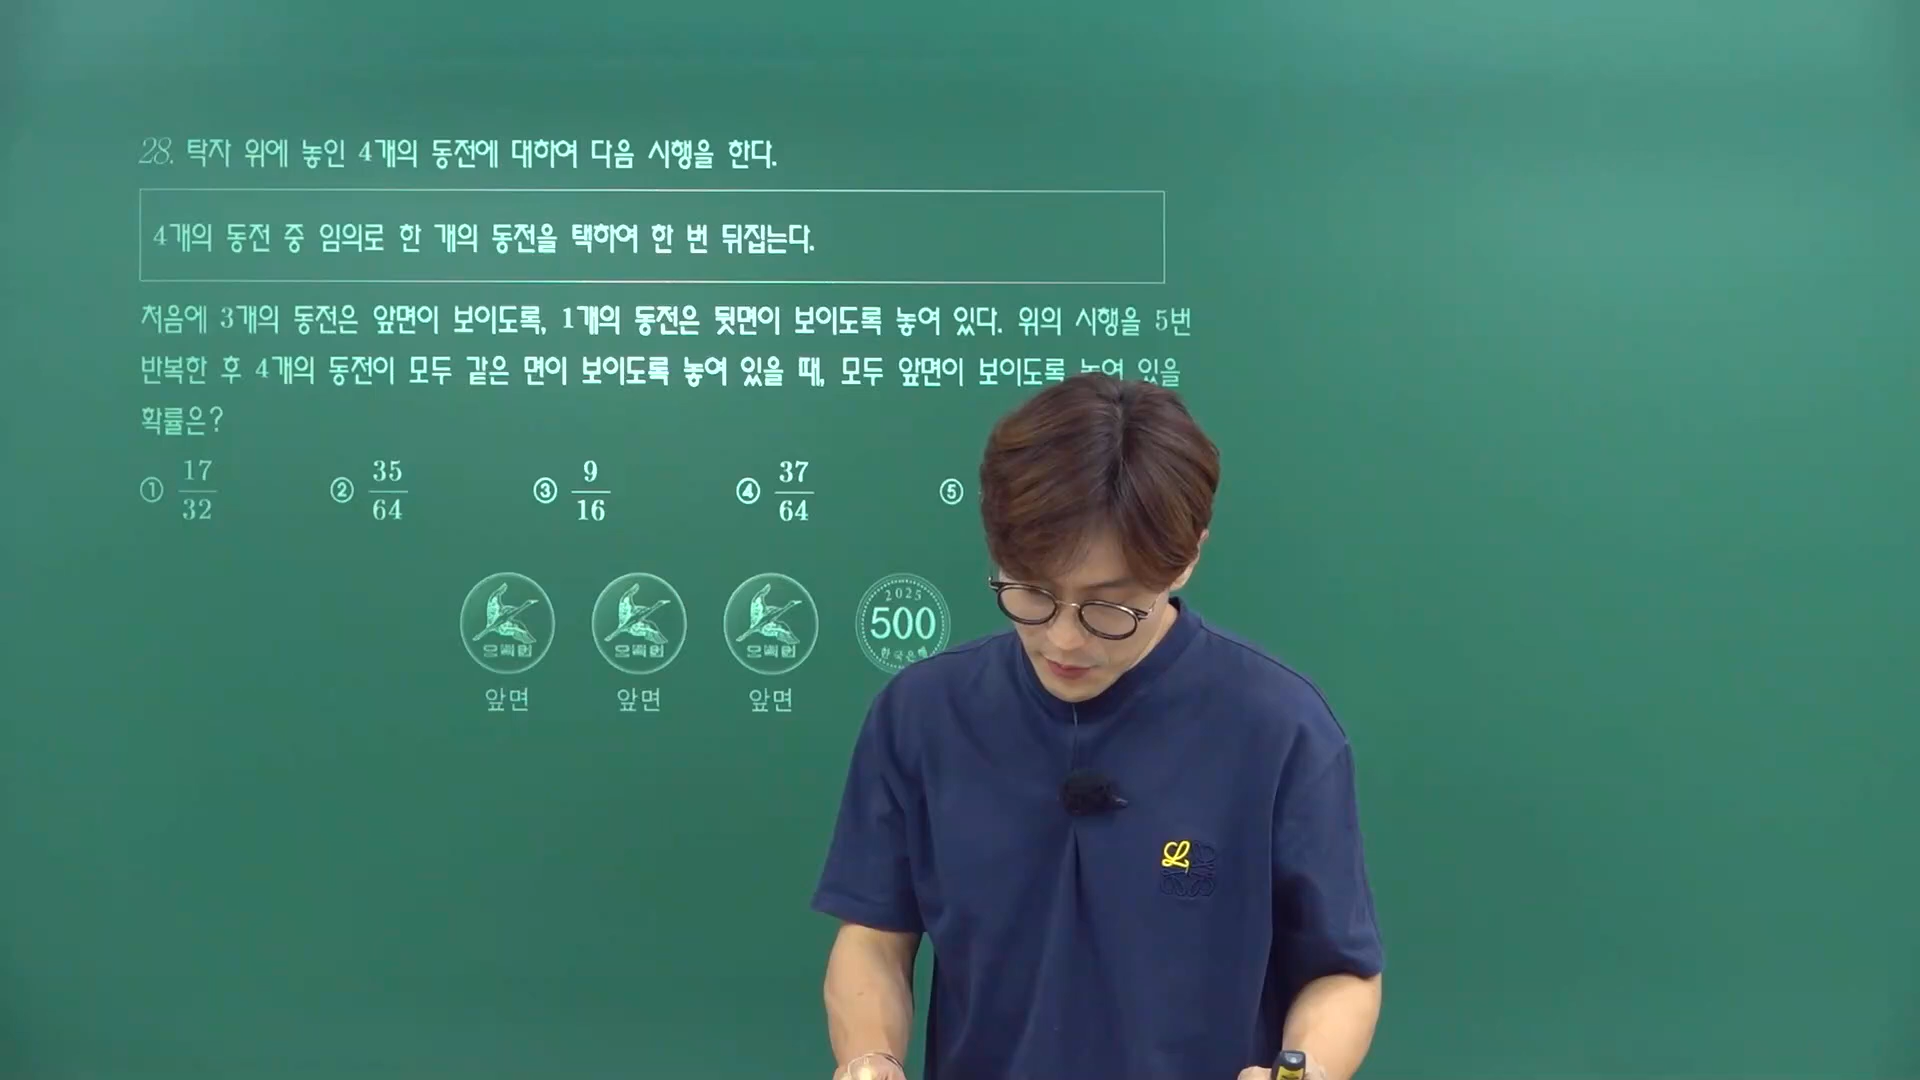 28. 탁자 위에 놓인 4개의 동전에 대하여 다음 시행을 한다.
4개의 동전 중 임의로 한 개의 동전을 택하여 한 번 뒤집는다.
처음에 3개의 동전은 앞면이 보이도록, 1개의 동전은 뒷면이 보이도록 놓여 있다. 위의 시행을 5번
반복한 후 4개의 동전이 모두 같은 면이 보이도록 놓여 있을 때, 모두 앞면이 보이도록 놓여 있을
확률은?
① 17/32 ② 35/64 ③ 9/16 ④ 37/64 ⑤
2025
500
한국은행
앞면 앞면 앞면
L